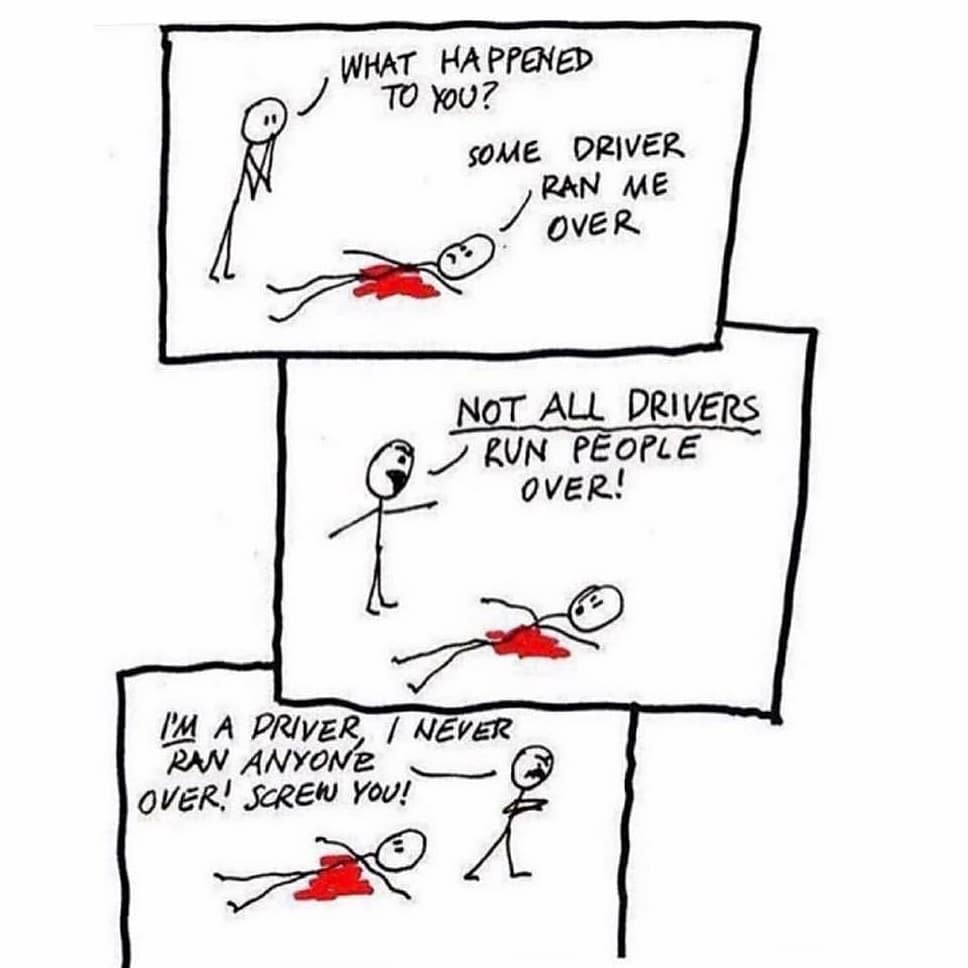 WHAT HAPPENED
TO YOU?
SOME DRIVER
RAN ME
OVER
NOT ALL DRIVERS
RUN PEOPLE
OVER!
I'M A DRIVER, I NEVER
RAN ANYONE
OVER! SCREW YOU!